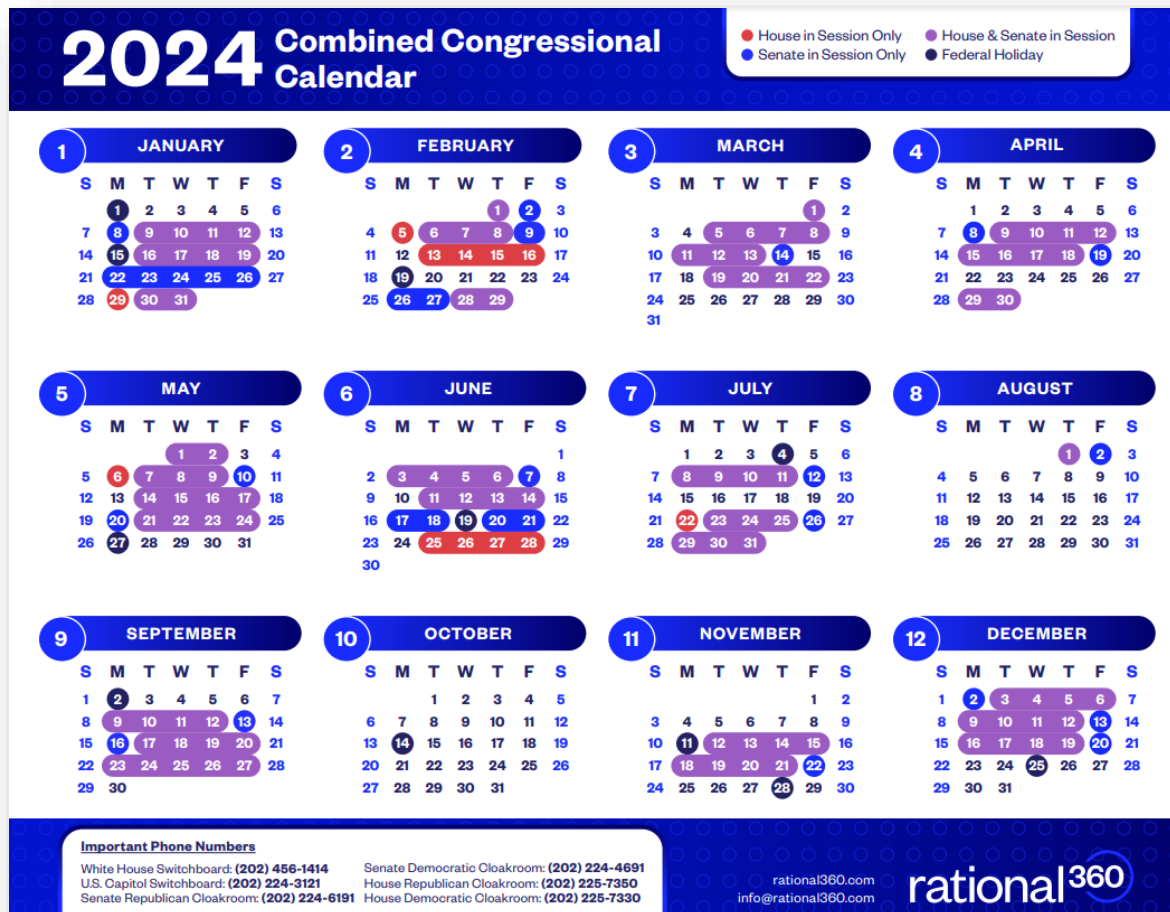 2024 Combined Congressional
Calendar
House in Session Only House & Senate in Session
Senate in Session Only Federal Holiday
1 JANUARY
S M T W T F S
1 2 3 4 5 6
7 8 9 10 11 12 13
14 15 16 17 18 19 20
21 22 23 24 25 26 27
28 29 30 31
2 FEBRUARY
S M T W T F S
1 2 3
4 5 6 7 8 9 10
11 12 13 14 15 16 17
18 19 20 21 22 23 24
25 26 27 28 29
3 MARCH
S M T W T F S
1 2
3 4 5 6 7 8 9
10 11 12 13 14 15 16
17 18 19 20 21 22 23
24 25 26 27 28 29 30
31
4 APRIL
S M T W T F S
1 2 3 4 5 6
7 8 9 10 11 12 13
14 15 16 17 18 19 20
21 22 23 24 25 26 27
28 29 30
5 MAY
S M T W T F S
1 2 3 4
5 6 7 8 9 10 11
12 13 14 15 16 17 18
19 20 21 22 23 24 25
26 27 28 29 30 31
6 JUNE
S M T W T F S
1
2 3 4 5 6 7 8
9 10 11 12 13 14 15
16 17 18 19 20 21 22
23 24 25 26 27 28 29
30
7 JULY
S M T W T F S
1 2 3 4 5 6
7 8 9 10 11 12 13
14 15 16 17 18 19 20
21 22 23 24 25 26 27
28 29 30 31
8 AUGUST
S M T W T F S
1 2 3
4 5 6 7 8 9 10
11 12 13 14 15 16 17
18 19 20 21 22 23 24
25 26 27 28 29 30 31
9 SEPTEMBER
S M T W T F S
1 2 3 4 5 6 7
8 9 10 11 12 13 14
15 16 17 18 19 20 21
22 23 24 25 26 27 28
29 30
10 OCTOBER
S M T W T F S
1 2 3 4 5
6 7 8 9 10 11 12
13 14 15 16 17 18 19
20 21 22 23 24 25 26
27 28 29 30 31
11 NOVEMBER
S M T W T F S
1 2
3 4 5 6 7 8 9
10 11 12 13 14 15 16
17 18 19 20 21 22 23
24 25 26 27 28 29 30
12 DECEMBER
S M T W T F S
1 2 3 4 5 6 7
8 9 10 11 12 13 14
15 16 17 18 19 20 21
22 23 24 25 26 27 28
29 30 31
Important Phone Numbers
White House Switchboard: (202) 456-1414
U.S. Capitol Switchboard: (202) 224-3121
Senate Republican Cloakroom: (202) 224-6191
Senate Democratic Cloakroom: (202) 224-4691
House Republican Cloakroom: (202) 225-7350
House Democratic Cloakroom: (202) 225-7330
rational360.com
info@rational360.com
rational360